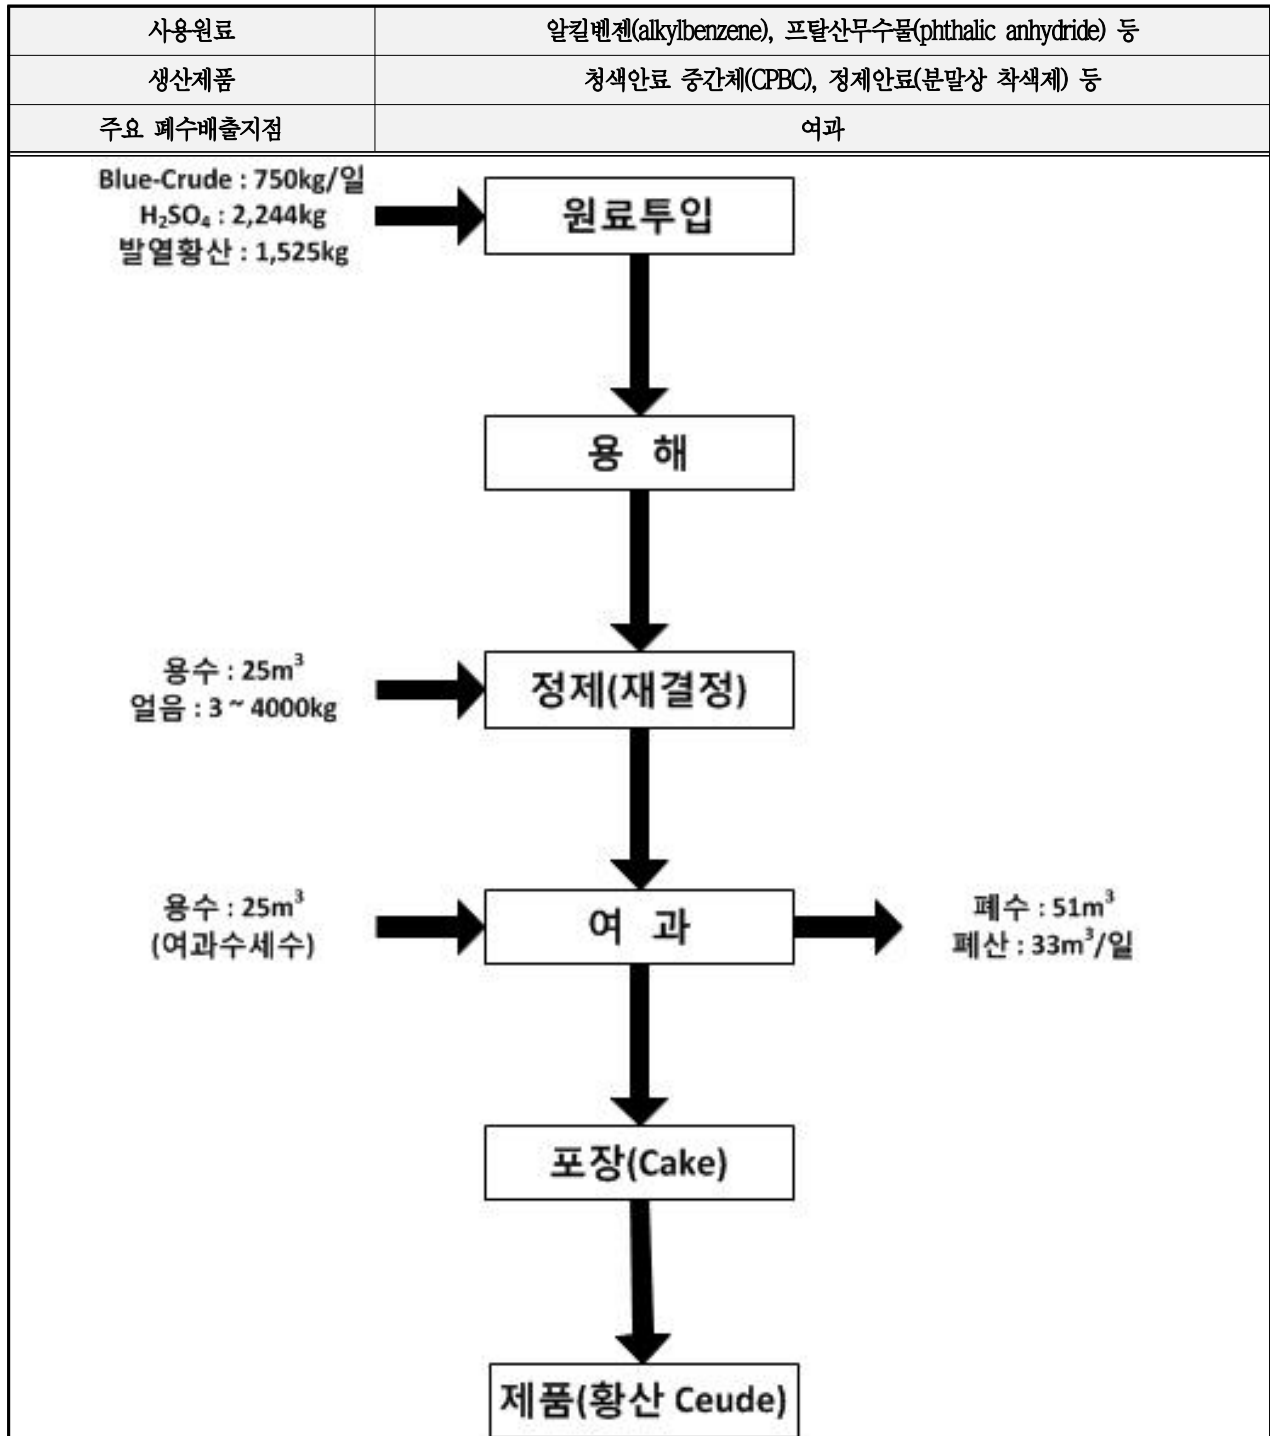 사용원료 알킬벤젠(alkylbenzene), 프탈산무수물(phthalic anhydride) 등
생산제품 청색안료 중간체(CPBC), 정제안료(분말상 착색제) 등
주요 폐수배출지점 여과
Blue-Crude : 750kg/일
H₂SO₄ : 2,244kg
발열황산 : 1,525kg
원료투입
용 해
용수 : 25m³
얼음 : 3 ~ 4000kg
정제(재결정)
용수 : 25m³
(여과수세수)
여 과
폐수 : 51m³
폐산 : 33m³/일
포장(Cake)
제품(황산 Ceude)